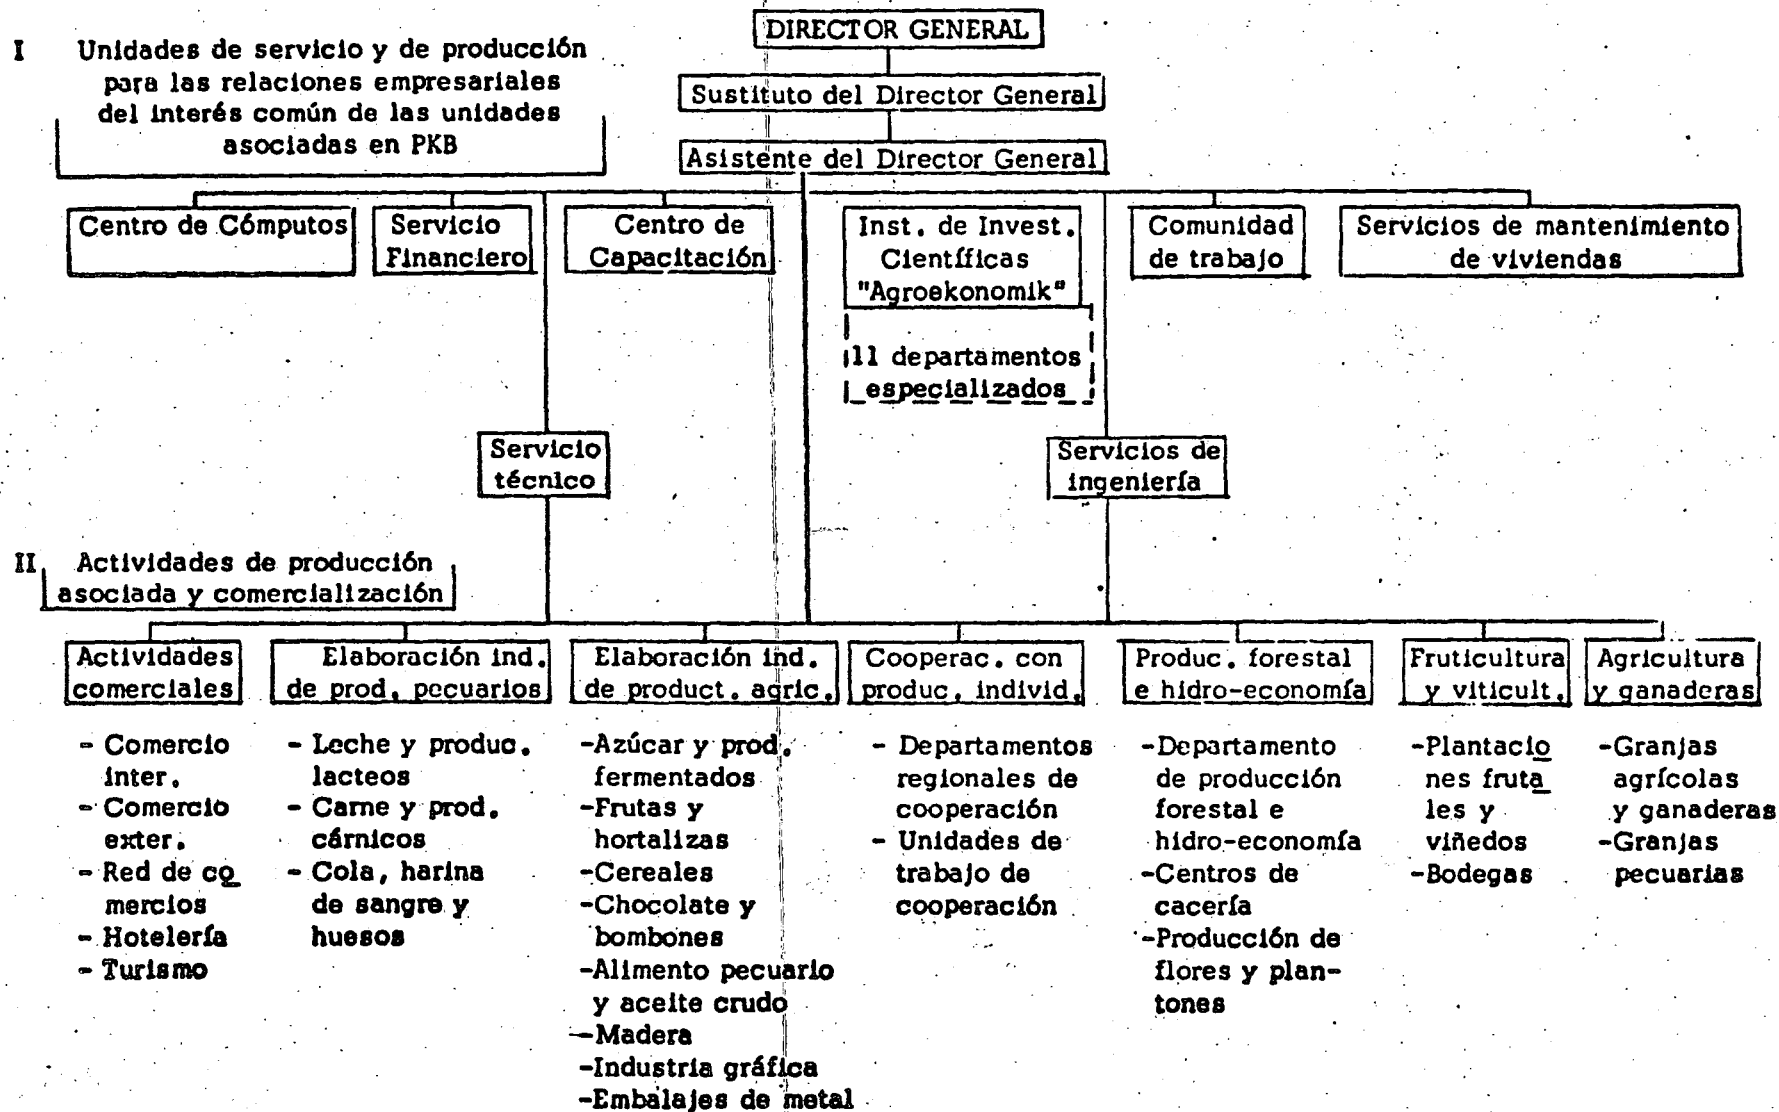 DIRECTOR GENERAL
I Unidades de servicio y de producción
para las relaciones empresariales
del interés común de las unidades
asociadas en PKB
Sustituto del Director General
Asistente del Director General
Centro de Cómputos
Servicio
Financiero
Centro de
Capacitación
Inst. de Invest.
Científicas
"Agroekonomik"
11 departamentos
especializados
Comunidad
de trabajo
Servicios de mantenimiento
de viviendas
Servicio
técnico
Servicios de
ingeniería
II Actividades de producción
asociada y comercialización
Actividades
comerciales
- Comercio
inter.
- Comercio
exter.
- Red de co
mercios
- Hotelería
- Turismo
Elaboración ind.
de prod. pecuarios
- Leche y produc.
lacteos
- Carne y prod.
cárnicos
- Cola, harina
de sangre y
huesos
Elaboración ind.
de product. agric.
-Azúcar y prod.
fermentados
-Frutas y
hortalizas
-Cereales
-Chocolate y
bombones
-Alimento pecuario
y aceite crudo
-Madera
-Industria gráfica
-Embalajes de metal
Cooperac. con
produc. individ.
- Departamentos
regionales de
cooperación
- Unidades de
trabajo de
cooperación
Produc. forestal
e hidro-economía
-Departamento
de producción
forestal e
hidro-economía
-Centros de
cacería
-Producción de
flores y plan-
tones
Fruticultura
y viticult.
-Plantacio
nes fruta
les y
viñedos
-Bodegas
Agricultura
y ganaderas
-Granjas
agrícolas
y ganaderas
-Granjas
pecuarias